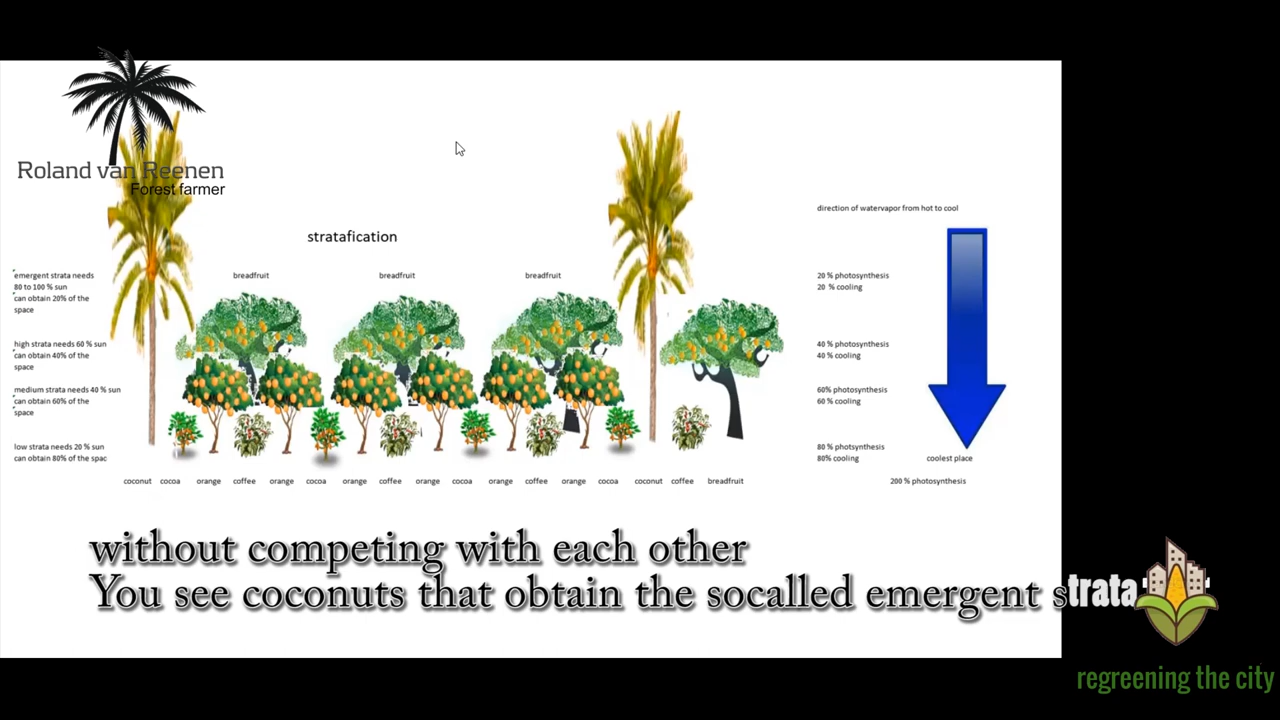 Roland van Reenen
Forest farmer
stratafication
direction of watervapor from hot to cool
emergent strata needs
80 to 100 % sun
can obtain 20% of the
space
breadfruit
breadfruit
breadfruit
20 % photosynthesis
20 % cooling
high strata needs 60 % sun
can obtain 40% of the
space
40 % photosynthesis
40 % cooling
medium strata needs 40 % sun
can obtain 60% of the
space
60% photosynthesis
60 % cooling
low strata needs 20 % sun
can obtain 80% of the spac
80 % photsynthesis
80% cooling
coolest place
coconut cocoa orange coffee orange cocoa orange coffee orange cocoa orange coffee orange cocoa coconut coffee breadfruit
200 % photosynthesis
without competing with each other
You see coconuts that obtain the socalled emergent strata
regreening the city